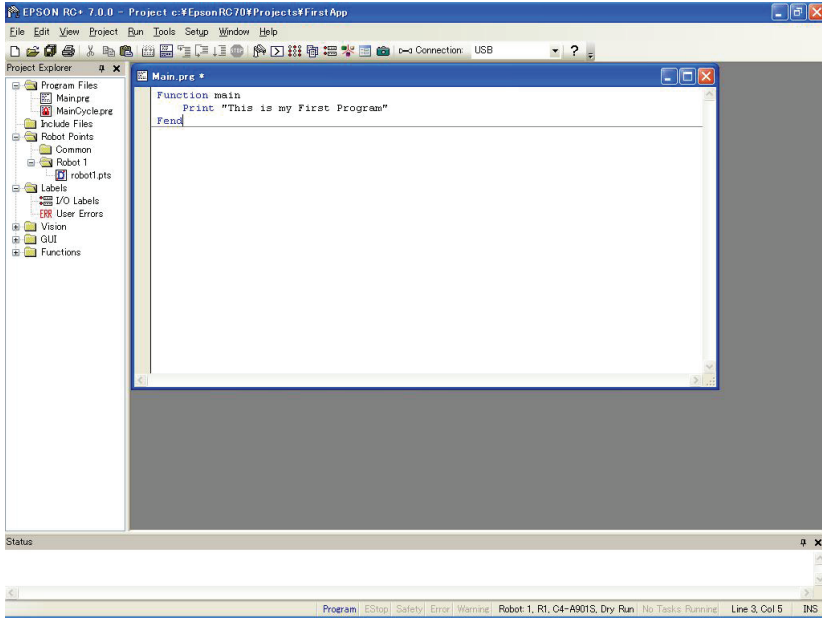 EPSON RC+ 7.0.0 - Project c:¥EpsonRC70¥Projects¥FirstApp
File Edit View Project Run Tools Setup Window Help
Connection: USB
Project Explorer
Program Files
Main.prg
MainCycle.prg
Include Files
Robot Points
Common
Robot 1
robot1.pts
Labels
I/O Labels
ERR User Errors
Vision
GUI
Functions
Main.prg *
Function main
Print "This is my First Program"
Fend
Status
Program EStop Safety Error Warning Robot: 1, R1, C4-A901S, Dry Run No Tasks Running Line 3, Col 5 INS